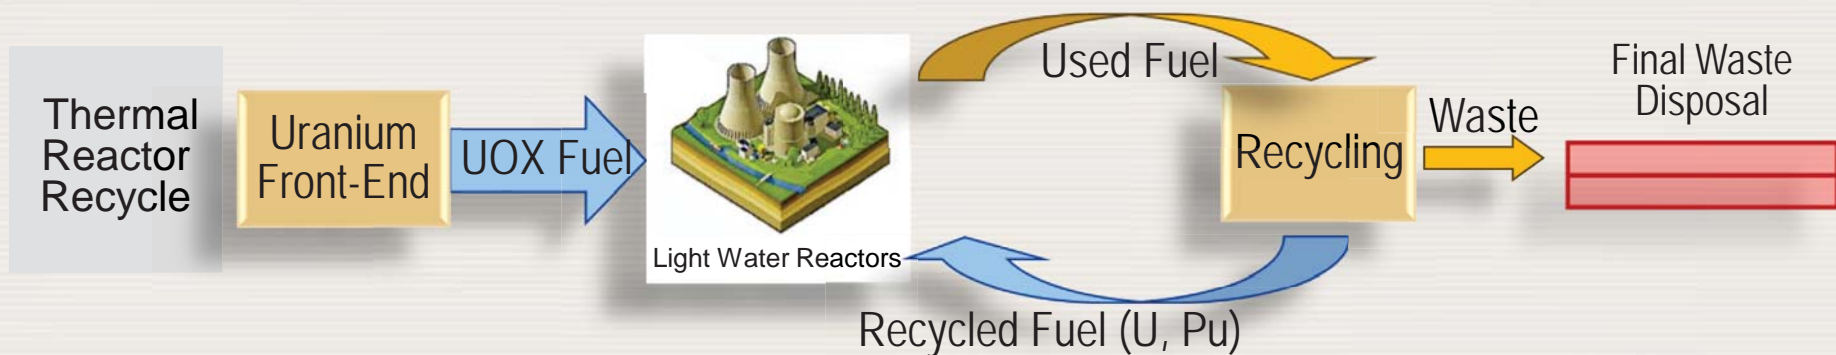 Thermal
Reactor
Recycle
Uranium
Front-End
UOX Fuel
Light Water Reactors
Used Fuel
Recycled Fuel (U, Pu)
Recycling
Waste
Final Waste
Disposal